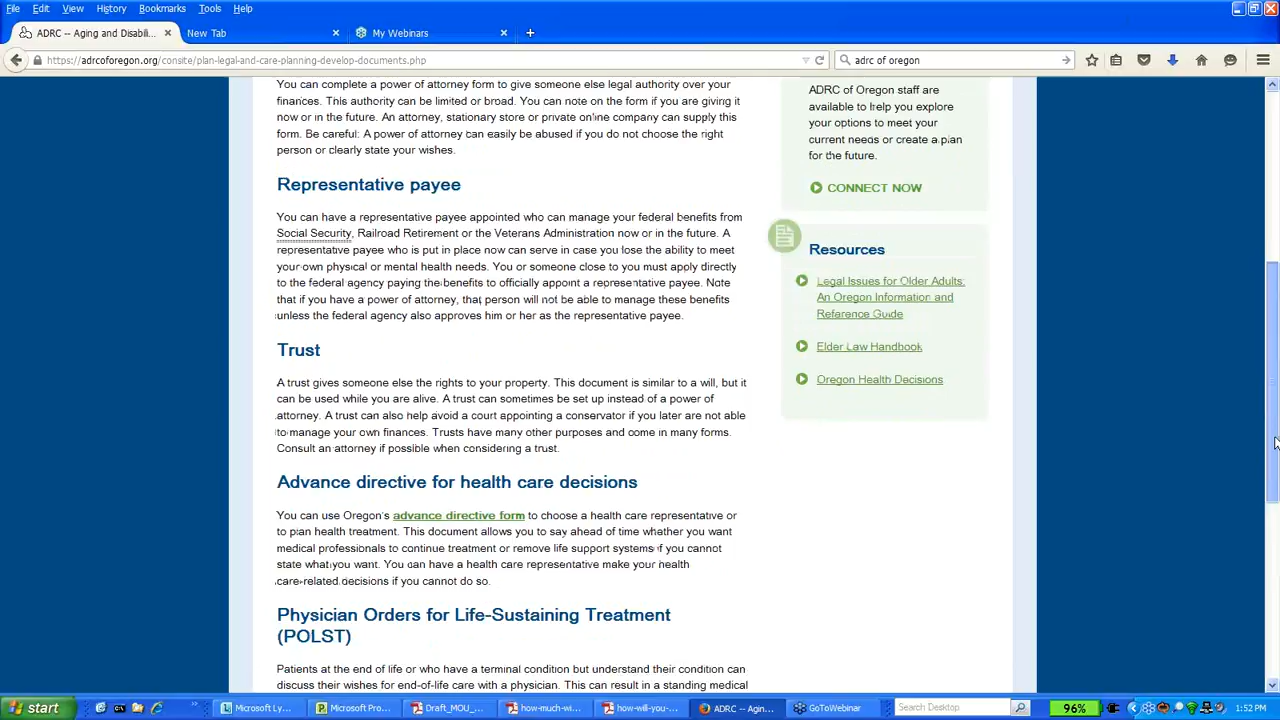 File Edit View History Bookmarks Tools Help
ADRC -- Aging and Disabili... × New Tab × My Webinars × +
https://adrcoforegon.org/consite/plan-legal-and-care-planning-develop-documents.php
adrc of oregon
You can complete a power of attorney form to give someone else legal authority over your
finances. This authority can be limited or broad. You can note on the form if you are giving it
now or in the future. An attorney, stationary store or private online company can supply this
form. Be careful: A power of attorney can easily be abused if you do not choose the right
person or clearly state your wishes.
Representative payee
You can have a representative payee appointed who can manage your federal benefits from
Social Security, Railroad Retirement or the Veterans Administration now or in the future. A
representative payee who is put in place now can serve in case you lose the ability to meet
your own physical or mental health needs. You or someone close to you must apply directly
to the federal agency paying the benefits to officially appoint a representative payee. Note
that if you have a power of attorney, that person will not be able to manage these benefits
unless the federal agency also approves him or her as the representative payee.
Trust
A trust gives someone else the rights to your property. This document is similar to a will, but it
can be used while you are alive. A trust can sometimes be set up instead of a power of
attorney. A trust can also help avoid a court appointing a conservator if you later are not able
to manage your own finances. Trusts have many other purposes and come in many forms.
Consult an attorney if possible when considering a trust.
Advance directive for health care decisions
You can use Oregon's advance directive form to choose a health care representative or
to plan health treatment. This document allows you to say ahead of time whether you want
medical professionals to continue treatment or remove life support systems if you cannot
state what you want. You can have a health care representative make your health
care-related decisions if you cannot do so.
Physician Orders for Life-Sustaining Treatment
(POLST)
Patients at the end of life or who have a terminal condition but understand their condition can
discuss their wishes for end-of-life care with a physician. This can result in a standing medical
ADRC of Oregon staff are
available to help you explore
your options to meet your
current needs or create a plan
for the future.
CONNECT NOW
Resources
Legal Issues for Older Adults:
An Oregon Information and
Reference Guide
Elder Law Handbook
Oregon Health Decisions
start Microsoft Ly... Microsoft Pro... Draft_MOU_... how-much-wi... how-will-you-... ADRC -- Agin... GoToWebinar Search Desktop 96% 1:52 PM